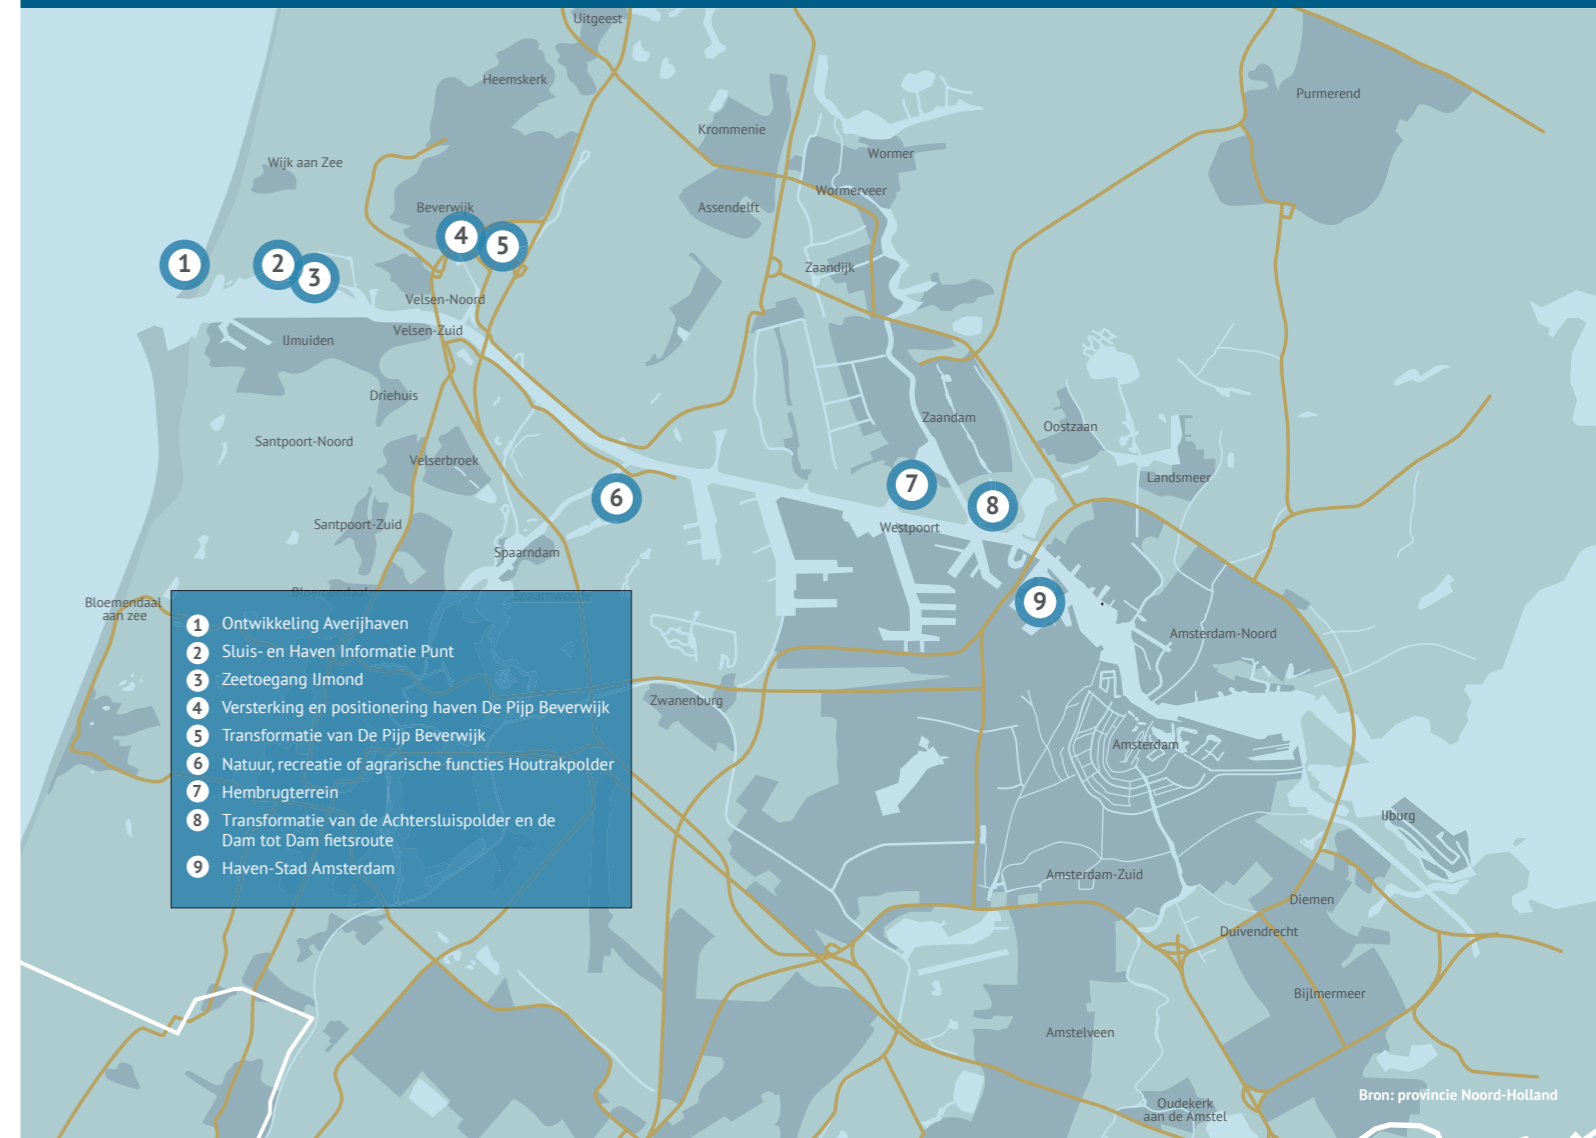 Uitgeest
Heemskerk
Purmerend
Krommenie
Wormer
Wijk aan Zee
Wormerveer
Beverwijk
Assendelft
4
5
1
2
3
Zaandijk
Velsen-Noord
Velsen-Zuid
IJmuiden
Driehuis
Zaandam
Oostzaan
Santpoort-Noord
Velserbroek
Landsmeer
7
6
8
Santpoort-Zuid
Westpoort
Spaarndam
Bloemendaal
Spaarnwoude
Bloemendaal
aan zee
9
Amsterdam-Noord
1 Ontwikkeling Averijhaven
2 Sluis- en Haven Informatie Punt
3 Zeetoegang IJmond
4 Versterking en positionering haven De Pijp Beverwijk
5 Transformatie van De Pijp Beverwijk
6 Natuur, recreatie of agrarische functies Houtrakpolder
7 Hembrugterrein
8 Transformatie van de Achtersluispolder en de
Dam tot Dam fietsroute
9 Haven-Stad Amsterdam
Zwanenburg
Amsterdam
IJburg
Amsterdam-Zuid
Diemen
Duivendrecht
Bijlmermeer
Amstelveen
Oudekerk
aan de Amstel
Bron: provincie Noord-Holland